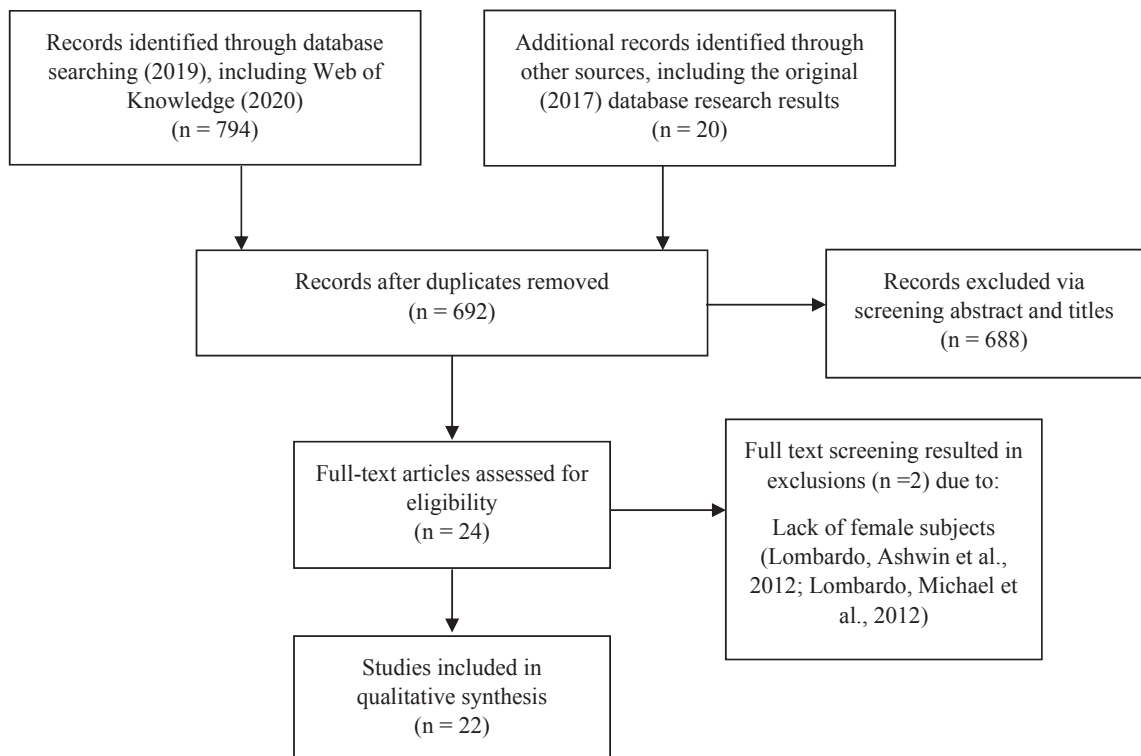 Records identified through database
searching (2019), including Web of
Knowledge (2020)
(n = 794)
Additional records identified through
other sources, including the original
(2017) database research results
(n = 20)
Records after duplicates removed
(n = 692)
Records excluded via
screening abstract and titles
(n = 688)
Full-text articles assessed for
eligibility
(n = 24)
Full text screening resulted in
exclusions (n =2) due to:
Lack of female subjects
(Lombardo, Ashwin et al.,
2012; Lombardo, Michael et
al., 2012)
Studies included in
qualitative synthesis
(n = 22)